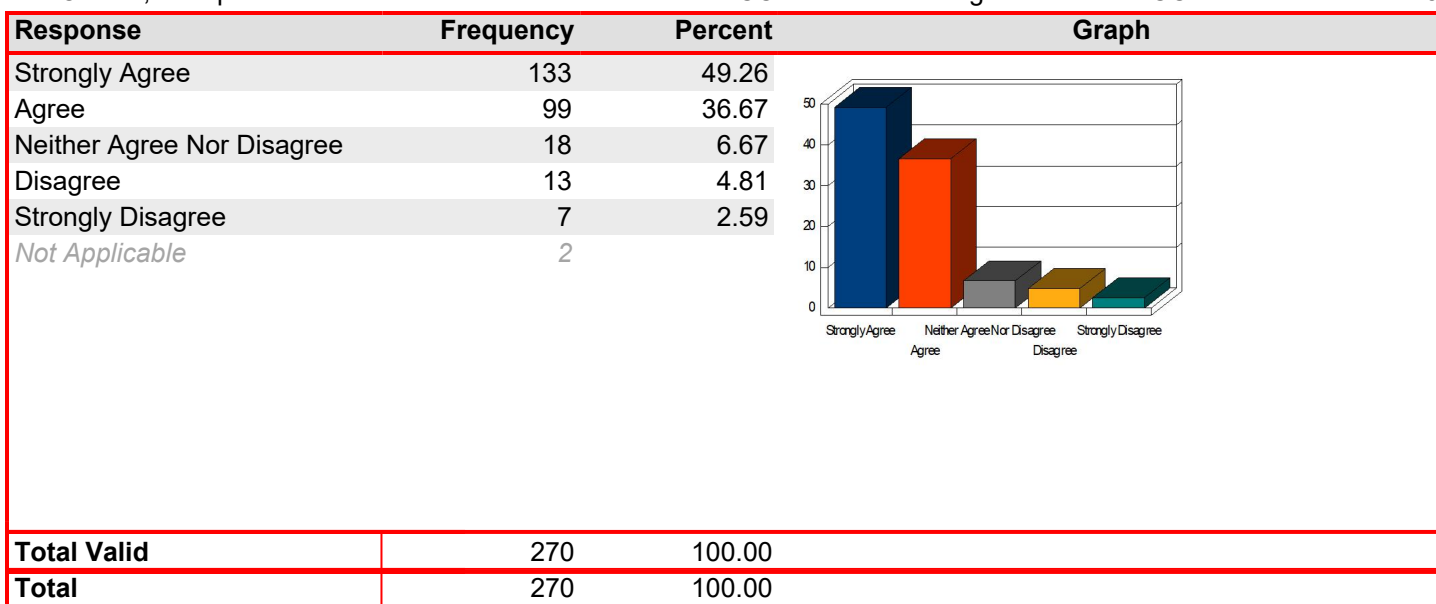 Response Frequency Percent Graph
Strongly Agree 133 49.26
Agree 99 36.67
Neither Agree Nor Disagree 18 6.67
Disagree 13 4.81
Strongly Disagree 7 2.59
Not Applicable 2
50
40
30
20
10
0
Strongly Agree Neither Agree Nor Disagree Strongly Disagree
Agree Disagree
Total Valid 270 100.00
Total 270 100.00